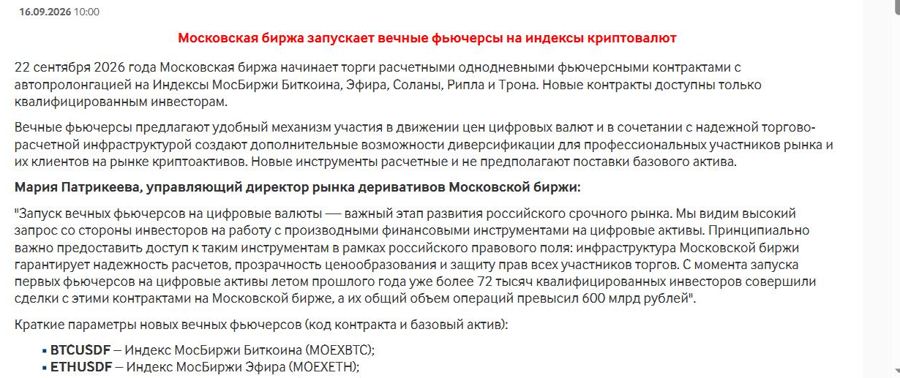 16.09.2026 10:00
Московская биржа запускает вечные фьючерсы на индексы криптовалют
22 сентября 2026 года Московская биржа начинает торги расчетными однодневными фьючерсными контрактами с
автопролонгацией на Индексы МосБиржи Биткоина, Эфира, Соланы, Рипла и Трона. Новые контракты доступны только
квалифицированным инвесторам.
Вечные фьючерсы предлагают удобный механизм участия в движении цен цифровых валют и в сочетании с надежной торгово-
расчетной инфраструктурой создают дополнительные возможности диверсификации для профессиональных участников рынка и
их клиентов на рынке криптоактивов. Новые инструменты расчетные и не предполагают поставки базового актива.
Мария Патрикеева, управляющий директор рынка деривативов Московской биржи:
"Запуск вечных фьючерсов на цифровые валюты — важный этап развития российского срочного рынка. Мы видим высокий
запрос со стороны инвесторов на работу с производными финансовыми инструментами на цифровые активы. Принципиально
важно предоставить доступ к таким инструментам в рамках российского правового поля: инфраструктура Московской биржи
гарантирует надежность расчетов, прозрачность ценообразования и защиту прав всех участников торгов. С момента запуска
первых фьючерсов на цифровые активы летом прошлого года уже более 72 тысяч квалифицированных инвесторов совершили
сделки с этими контрактами на Московской бирже, а их общий объем операций превысил 600 млрд рублей".
Краткие параметры новых вечных фьючерсов (код контракта и базовый актив):
▪ BTCUSDF – Индекс МосБиржи Биткоина (MOEXBTC);
▪ ETHUSDF – Индекс МосБиржи Эфира (MOEXETH);